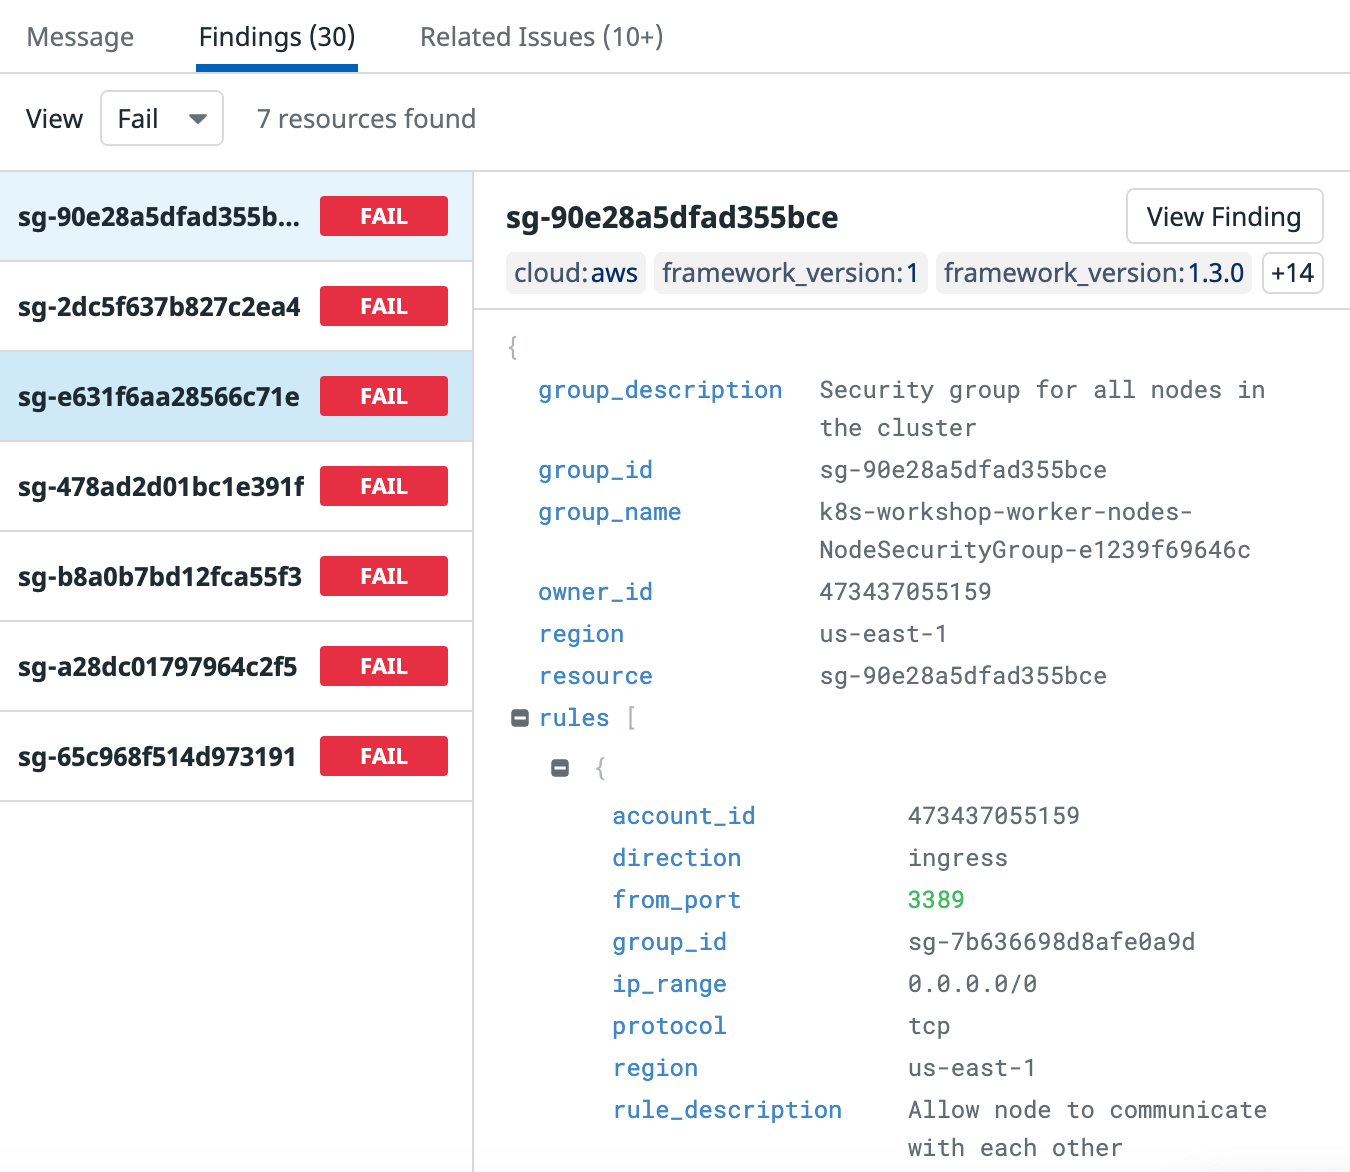 Message
Findings (30)
Related Issues (10+)
View
Fail
7 resources found
sg-90e28a5dfad355b...
FAIL
sg-2dc5f637b827c2ea4
FAIL
sg-e631f6aa28566c71e
FAIL
sg-478ad2d01bc1e391f
FAIL
sg-b8a0b7bd12fca55f3
FAIL
sg-a28dc01797964c2f5
FAIL
sg-65c968f514d973191
FAIL
sg-90e28a5dfad355bce
View Finding
cloud:aws framework_version:1 framework_version:1.3.0 +14
{
group_description Security group for all nodes in
the cluster
group_id sg-90e28a5dfad355bce
group_name k8s-workshop-worker-nodes-
NodeSecurityGroup-e1239f69646c
owner_id 473437055159
region us-east-1
resource sg-90e28a5dfad355bce
rules [
{
account_id 473437055159
direction ingress
from_port 3389
group_id sg-7b636698d8afe0a9d
ip_range 0.0.0.0/0
protocol tcp
region us-east-1
rule_description Allow node to communicate
with each other